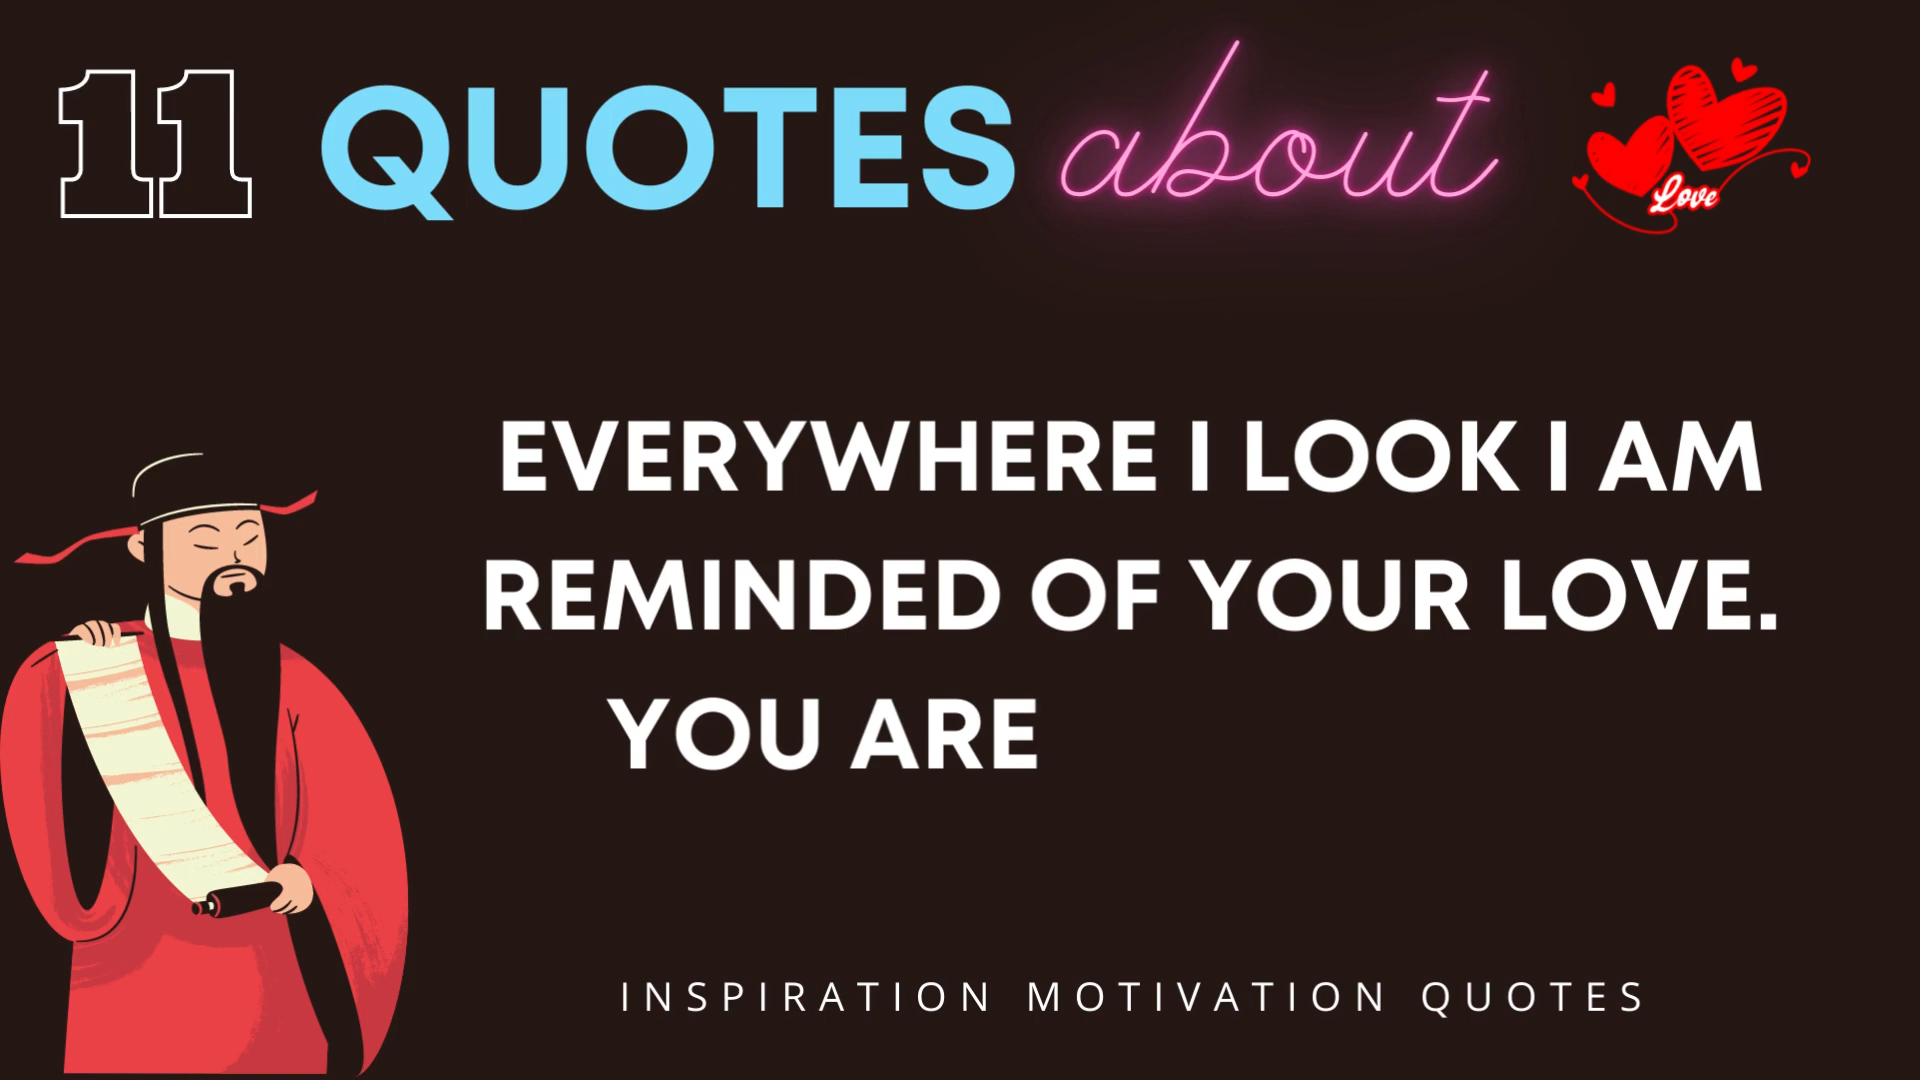 11 QUOTES about Love
EVERYWHERE I LOOK I AM
REMINDED OF YOUR LOVE.
YOU ARE
INSPIRATION MOTIVATION QUOTES